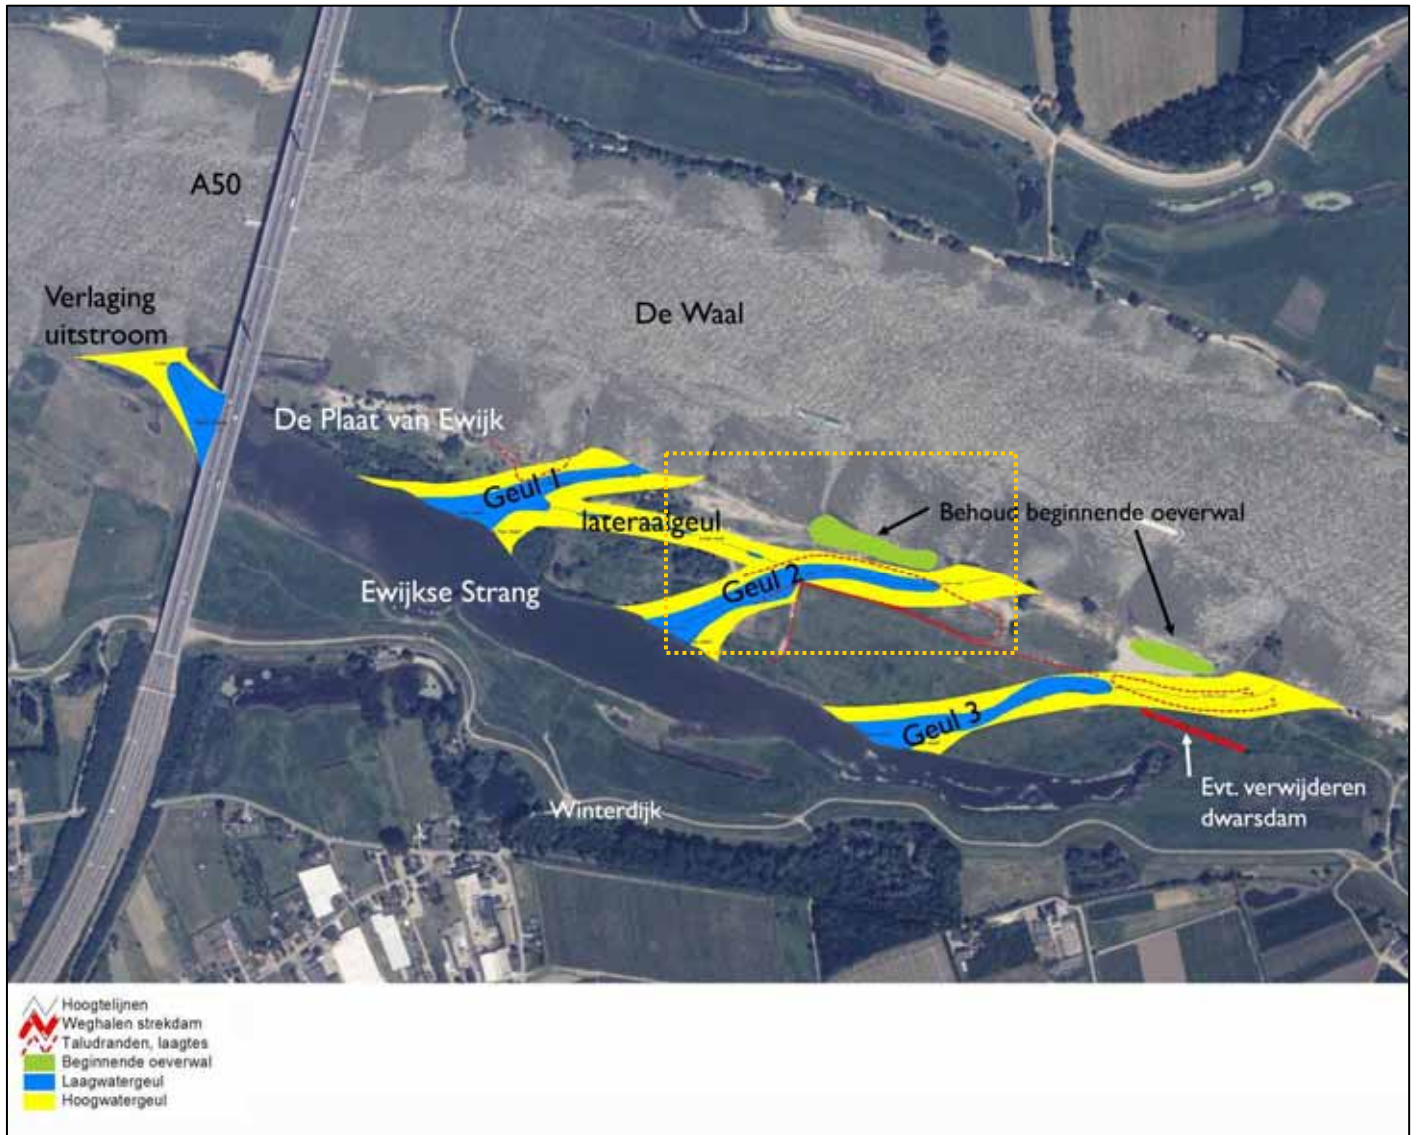 A50
Verlaging
uitstroom
De Waal
De Plaat van Ewijk
Geul 1
lateraalgeul
Behoud beginnende oeverwal
Geul 2
Ewijkse Strang
Geul 3
Evt. verwijderen
dwarsdam
Winterdijk
Hoogtelijnen
Weghalen strekdam
Taludranden, laagtes
Beginnende oeverwal
Laagwatergeul
Hoogwatergeul